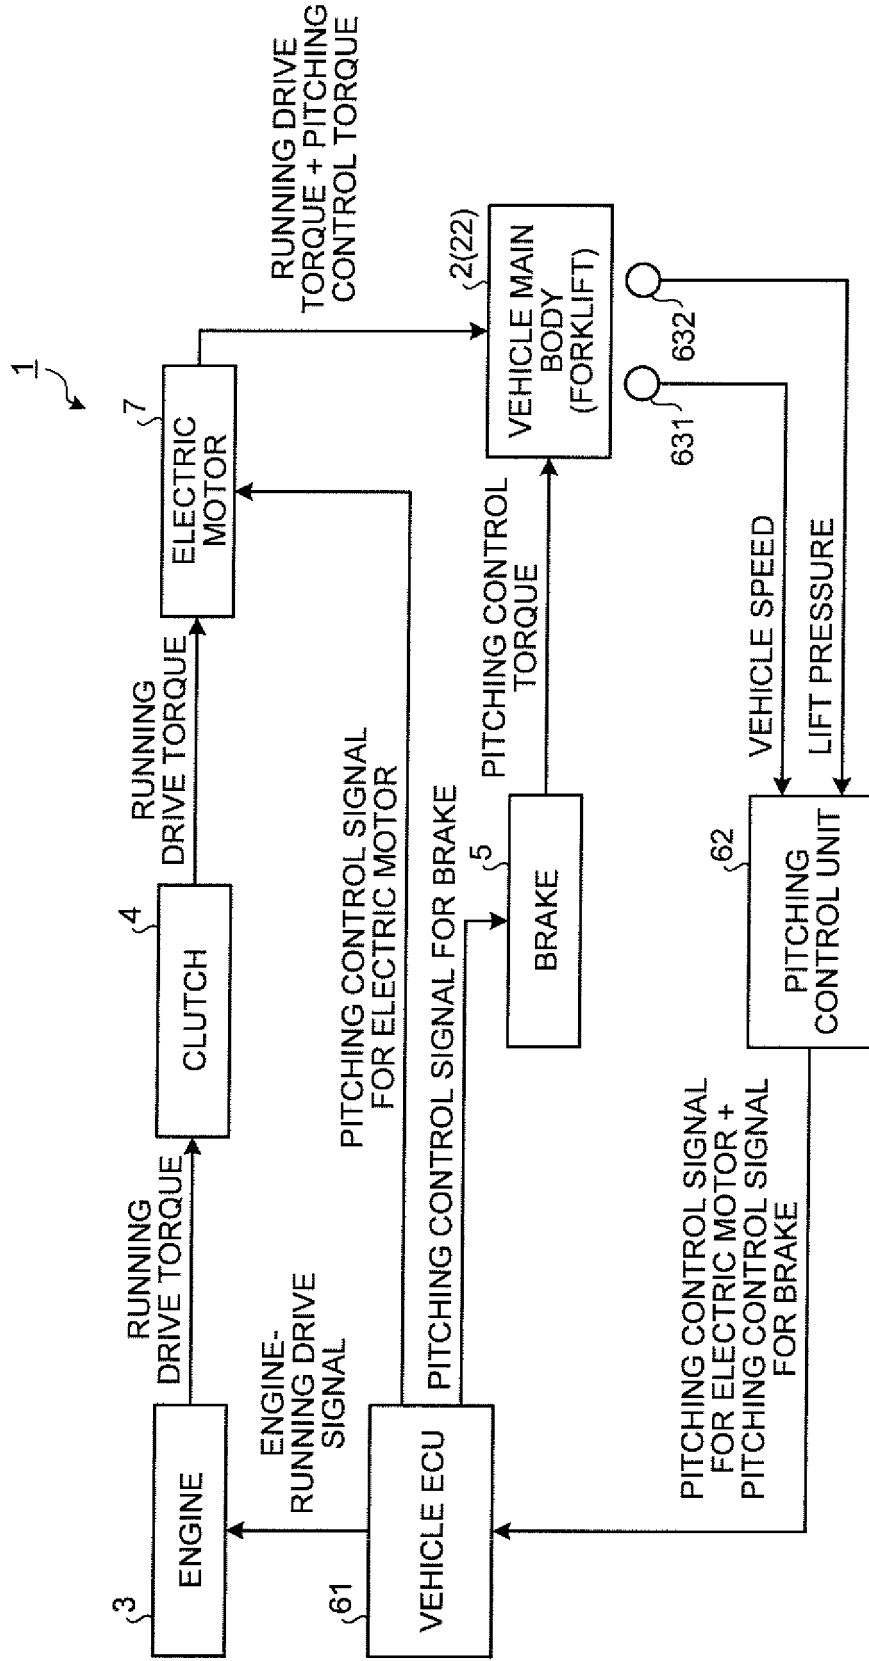 1
3
ENGINE
RUNNING
DRIVE TORQUE
4
CLUTCH
RUNNING
DRIVE TORQUE
7
ELECTRIC
MOTOR
RUNNING DRIVE
TORQUE + PITCHING
CONTROL TORQUE
ENGINE-
RUNNING DRIVE
SIGNAL
PITCHING CONTROL SIGNAL
FOR ELECTRIC MOTOR
61
VEHICLE ECU
PITCHING CONTROL SIGNAL FOR BRAKE
5
BRAKE
PITCHING CONTROL
TORQUE
2(22)
VEHICLE MAIN
BODY
(FORKLIFT)
631
632
VEHICLE SPEED
LIFT PRESSURE
62
PITCHING
CONTROL UNIT
PITCHING CONTROL SIGNAL
FOR ELECTRIC MOTOR +
PITCHING CONTROL SIGNAL
FOR BRAKE